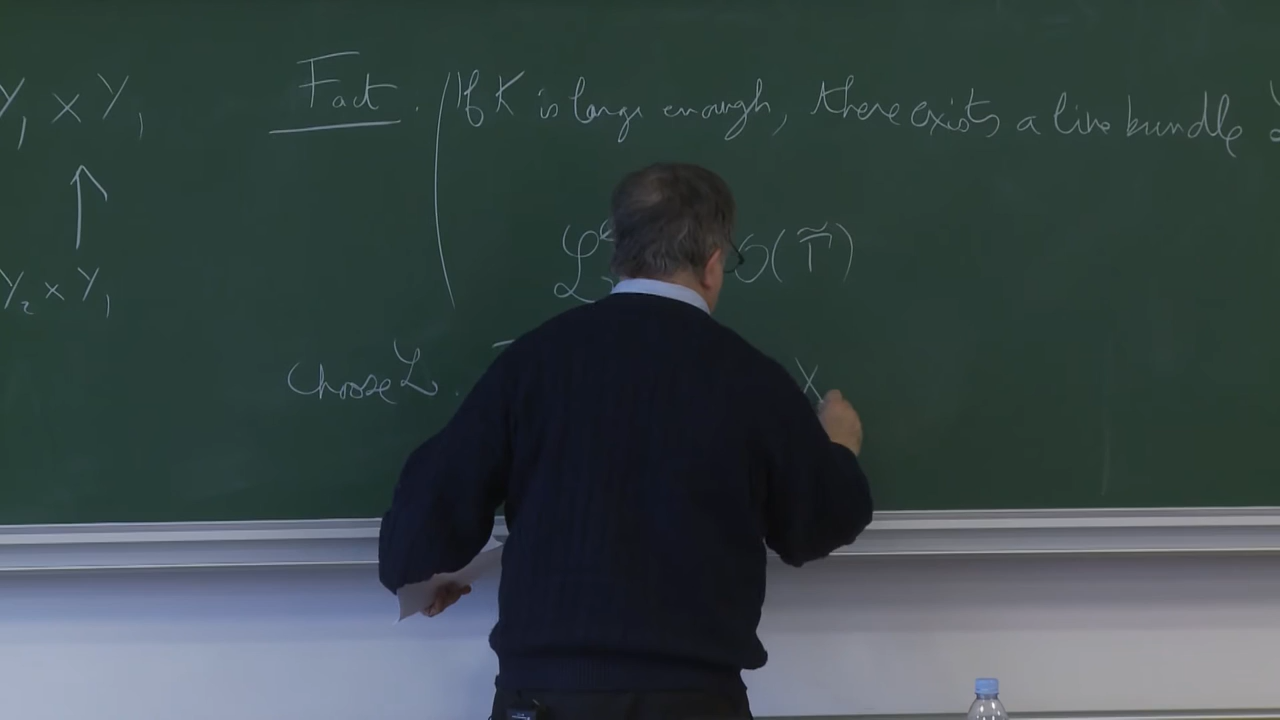 Y₁ × Y₁
↑
Y₂ × Y₁
Fact. If K is large enough, there exists a line bundle ℒ
ℒ O(T̃)
Choose ℒ.
X